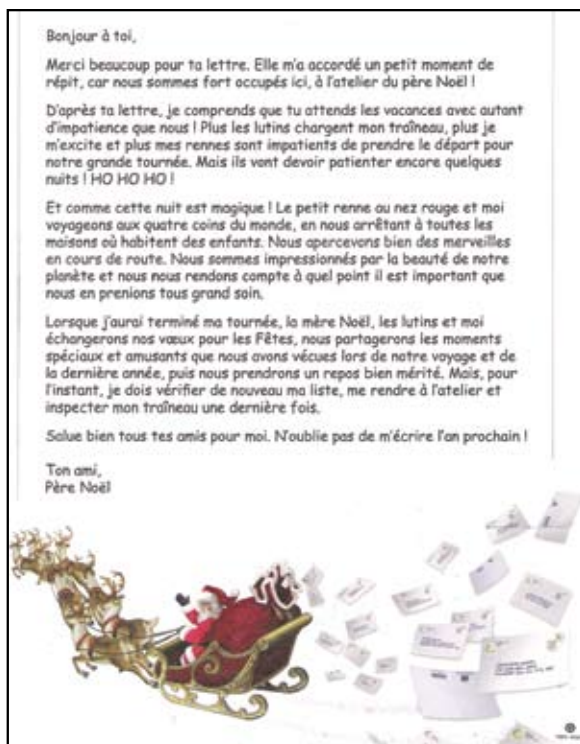 Bonjour à toi,
Merci beaucoup pour ta lettre. Elle m'a accordé un petit moment de
répit, car nous sommes fort occupés ici, à l'atelier du père Noël !
D'après ta lettre, je comprends que tu attends les vacances avec autant
d'impatience que nous ! Plus les lutins chargent mon traîneau, plus je
m'excite et plus mes rennes sont impatients de prendre le départ pour
notre grande tournée. Mais ils vont devoir patienter encore quelques
nuits ! HO HO HO !
Et comme cette nuit est magique ! Le petit renne au nez rouge et moi
voyageons aux quatre coins du monde, en nous arrêtant à toutes les
maisons où habitent des enfants. Nous apercevons bien des merveilles
en cours de route. Nous sommes impressionnés par la beauté de notre
planète et nous nous rendons compte à quel point il est important que
nous en prenions tous grand soin.
Lorsque j'aurai terminé ma tournée, la mère Noël, les lutins et moi
échangerons nos vœux pour les Fêtes, nous partagerons les moments
spéciaux et amusants que nous avons vécues lors de notre voyage et de
la dernière année, puis nous prendrons un repos bien mérité. Mais, pour
l'instant, je dois vérifier de nouveau ma liste, me rendre à l'atelier et
inspecter mon traîneau une dernière fois.
Salue bien tous tes amis pour moi. N'oublie pas de m'écrire l'an prochain !
Ton ami,
Père Noël